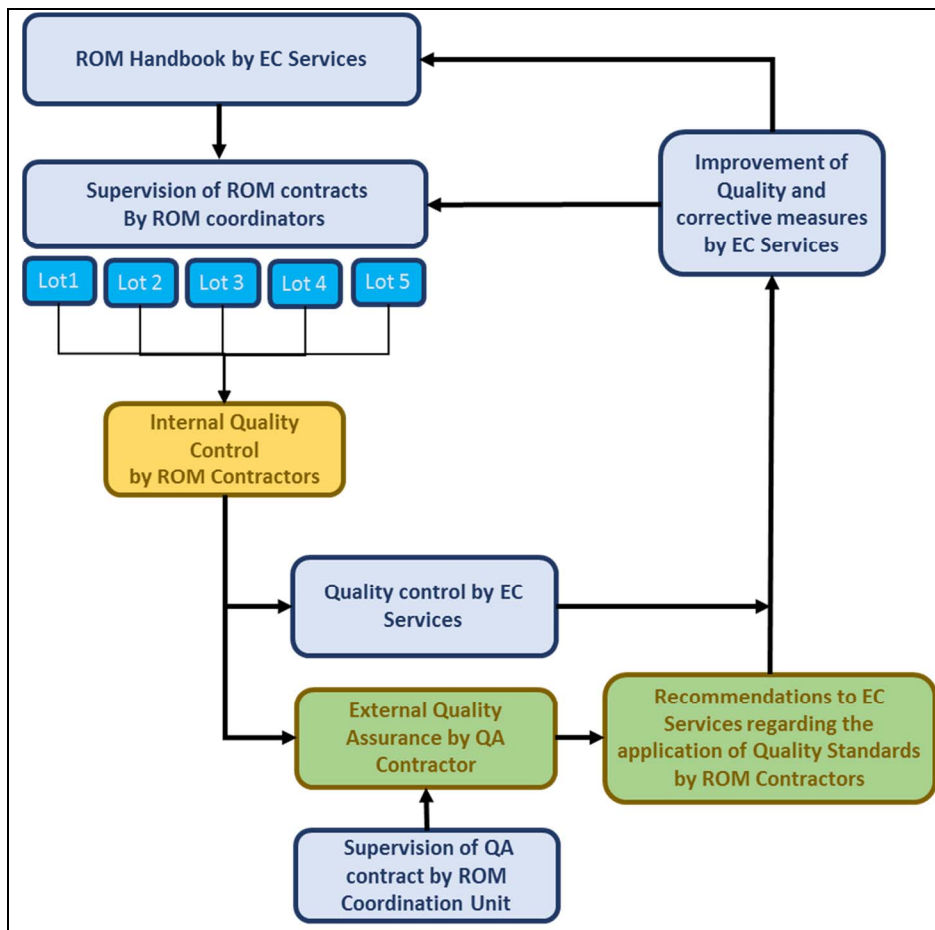 ROM Handbook by EC Services
Improvement of
Quality and
corrective measures
by EC Services
Supervision of ROM contracts
By ROM coordinators
Lot1
Lot 2
Lot 3
Lot 4
Lot 5
Internal Quality
Control
by ROM Contractors
Quality control by EC
Services
External Quality
Assurance by QA
Contractor
Recommendations to EC
Services regarding the
application of Quality Standards
by ROM Contractors
Supervision of QA
contract by ROM
Coordination Unit